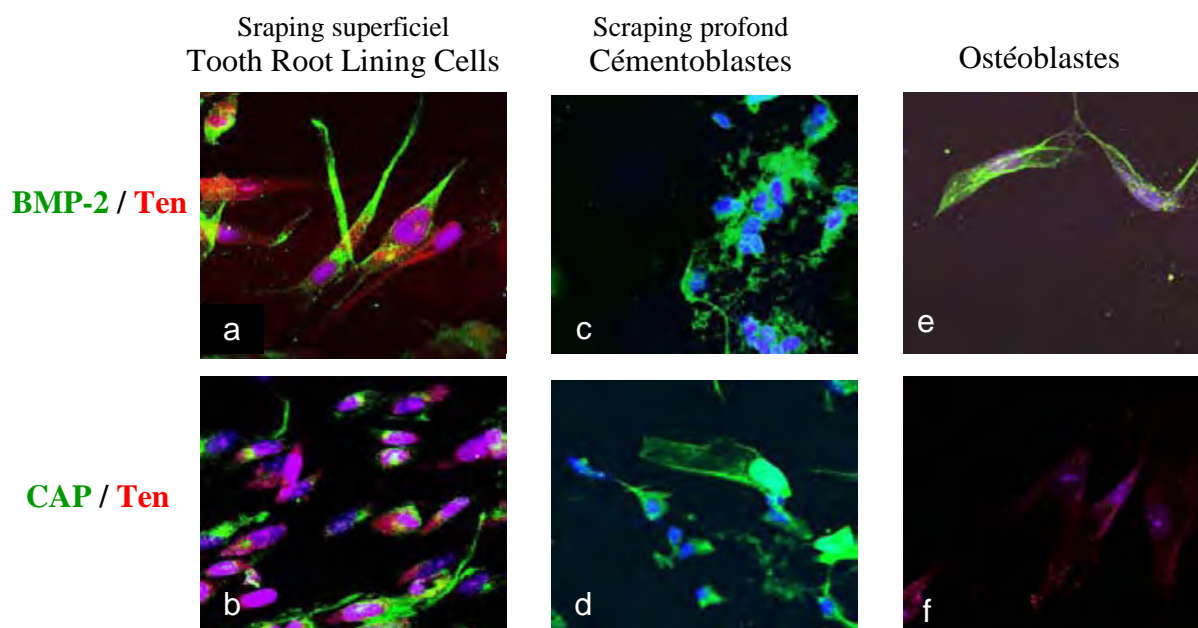 Sraping superficiel
Tooth Root Lining Cells
Scraping profond
Cémentoblastes
Ostéoblastes
BMP-2 / Ten
a
c
e
CAP / Ten
b
d
f